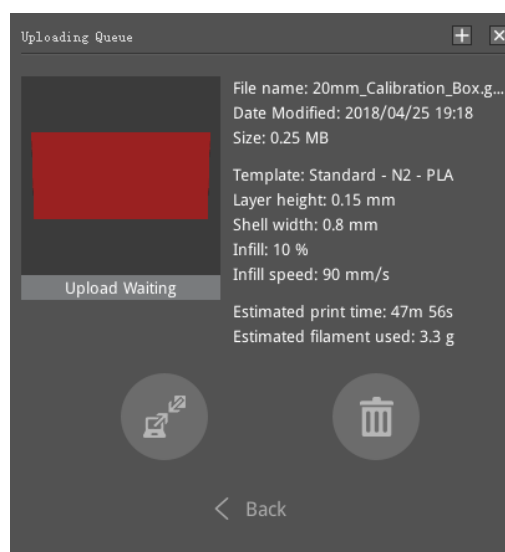 Uploading Queue
File name: 20mm_Calibration_Box.g...
Date Modified: 2018/04/25 19:18
Size: 0.25 MB
Template: Standard - N2 - PLA
Layer height: 0.15 mm
Shell width: 0.8 mm
Infill: 10 %
Infill speed: 90 mm/s
Upload Waiting
Estimated print time: 47m 56s
Estimated filament used: 3.3 g
Back